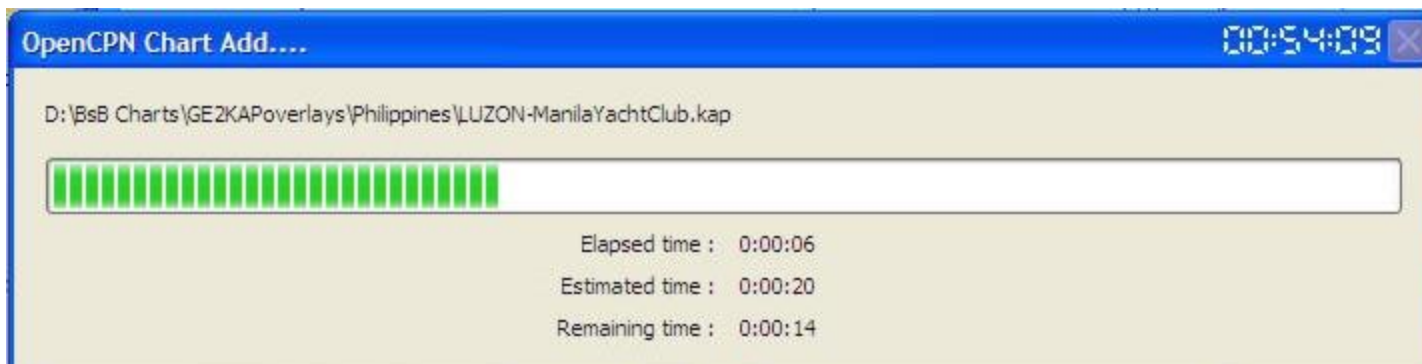 OpenCPN Chart Add.... 00:54:09
D:\BsB Charts\GE2KAPoverlays\Philippines\LUZON-ManilaYachtClub.kap
Elapsed time : 0:00:06
Estimated time : 0:00:20
Remaining time : 0:00:14